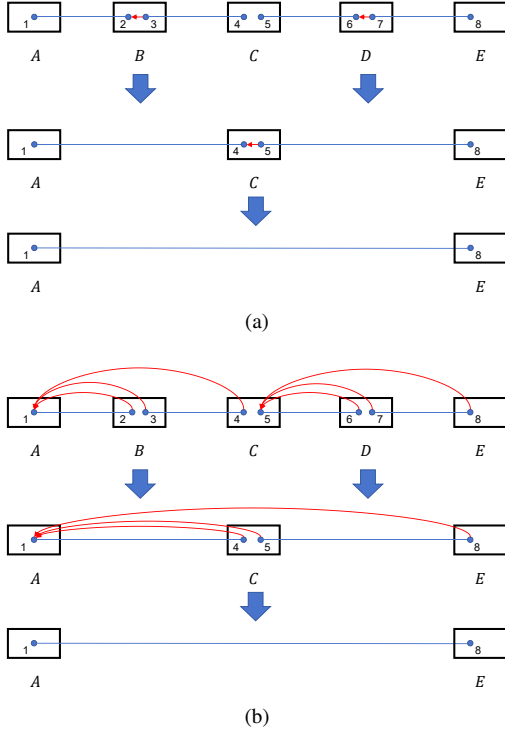 1 2 3 4 5 6 7 8
A B C D E
1 4 5 8
A C E
1 8
A E
(a)
1 2 3 4 5 6 7 8
A B C D E
1 4 5 8
A C E
1 8
A E
(b)